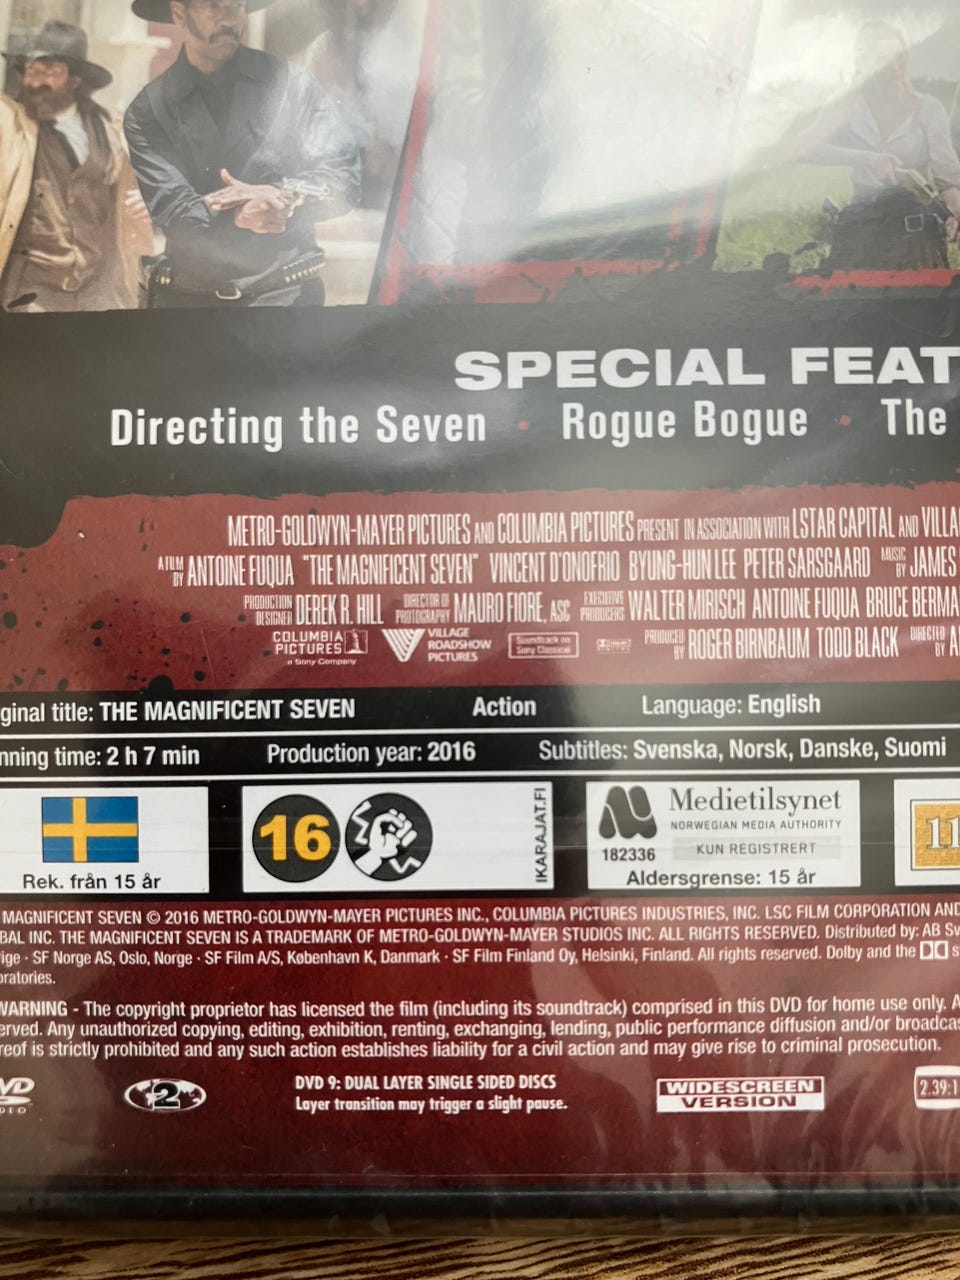 SPECIAL FEAT
Directing the Seven · Rogue Bogue · The
METRO-GOLDWYN-MAYER PICTURES AND COLUMBIA PICTURES PRESENT IN ASSOCIATION WITH LSTAR CAPITAL AND VILLA
A FILM BY ANTOINE FUQUA "THE MAGNIFICENT SEVEN" VINCENT D'ONOFRIO BYUNG-HUN LEE PETER SARSGAARD MUSIC BY JAMES
PRODUCTION DESIGNER DEREK R. HILL DIRECTOR OF PHOTOGRAPHY MAURO FIORE, ASC EXECUTIVE PRODUCERS WALTER MIRISCH ANTOINE FUQUA BRUCE BERMA
COLUMBIA PICTURES a Sony Company VILLAGE ROADSHOW PICTURES Soundtrack on Sony Classical PRODUCED BY ROGER BIRNBAUM TODD BLACK DIRECTED BY A
ginal title: THE MAGNIFICENT SEVEN Action Language: English
nning time: 2 h 7 min Production year: 2016 Subtitles: Svenska, Norsk, Danske, Suomi
Rek. från 15 år
16
IKARAJAT.FI
Medietilsynet
NORWEGIAN MEDIA AUTHORITY
182336 KUN REGISTRERT
Aldersgrense: 15 år
11
MAGNIFICENT SEVEN © 2016 METRO-GOLDWYN-MAYER PICTURES INC., COLUMBIA PICTURES INDUSTRIES, INC. LSC FILM CORPORATION AND
BAL INC. THE MAGNIFICENT SEVEN IS A TRADEMARK OF METRO-GOLDWYN-MAYER STUDIOS INC. ALL RIGHTS RESERVED. Distributed by: AB Sv
ige · SF Norge AS, Oslo, Norge · SF Film A/S, København K, Danmark · SF Film Finland Oy, Helsinki, Finland. All rights reserved. Dolby and the s
oratories.
WARNING - The copyright proprietor has licensed the film (including its soundtrack) comprised in this DVD for home use only. A
erved. Any unauthorized copying, editing, exhibition, renting, exchanging, lending, public performance diffusion and/or broadcas
reof is strictly prohibited and any such action establishes liability for a civil action and may give rise to criminal prosecution.
VD
DEO
2
DVD 9: DUAL LAYER SINGLE SIDED DISCS
Layer transition may trigger a slight pause.
WIDESCREEN
VERSION
2.39:1